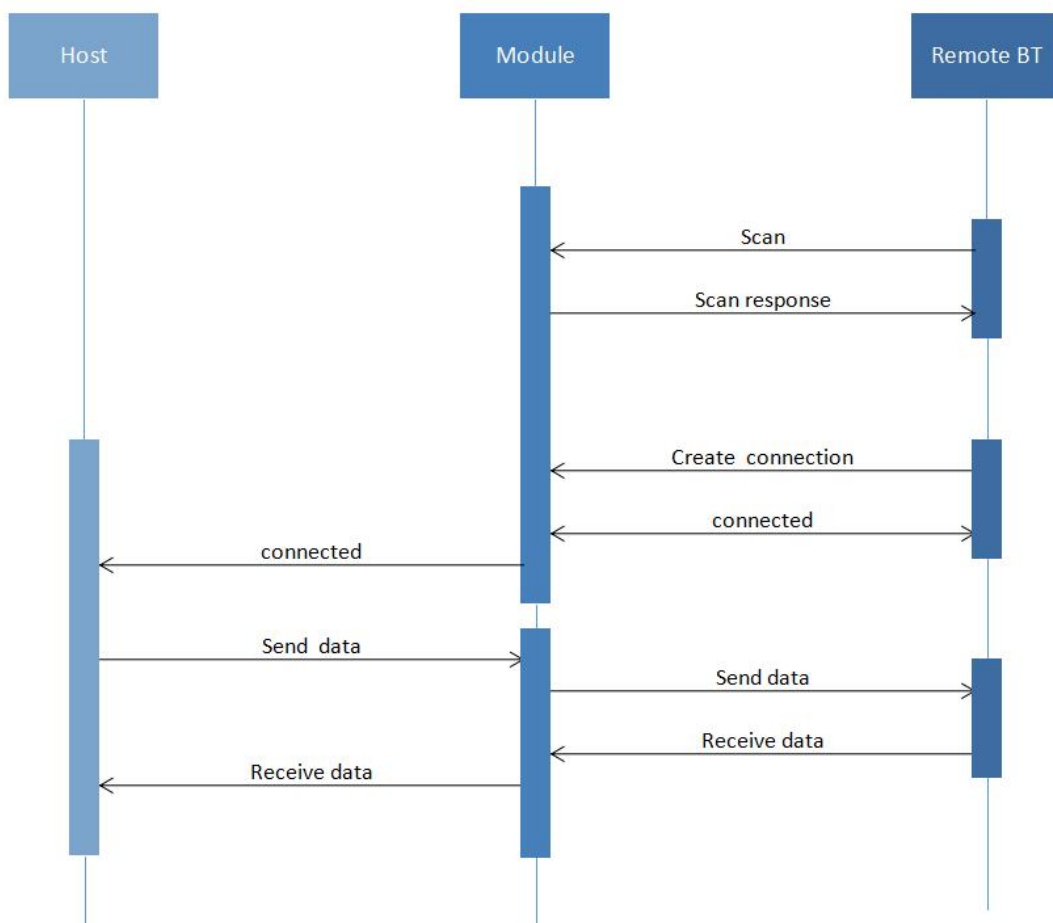 Host
Module
Remote BT
Scan
Scan response
Create  connection
connected
connected
Send  data
Send data
Receive data
Receive data